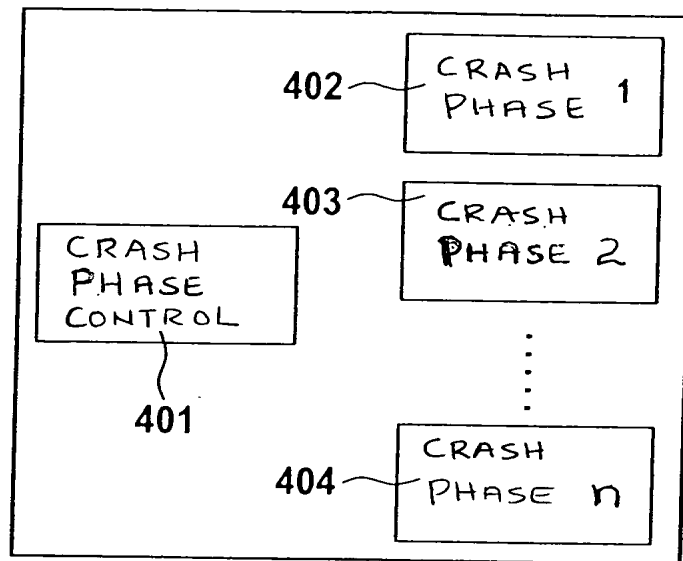 402
CRASH
PHASE 1
403
CRASH
PHASE 2
CRASH
PHASE
CONTROL
401
404
CRASH
PHASE n